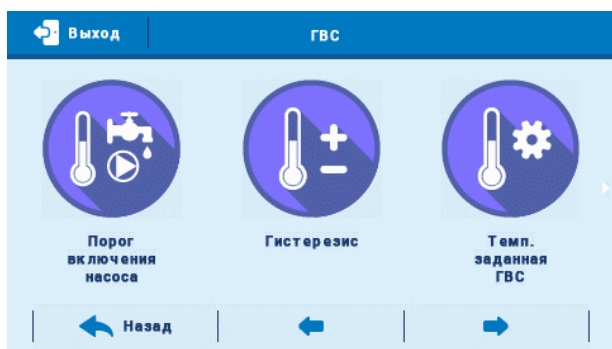 Выход
ГВС
Порог
включения
насоса
Гистерезис
Темп.
заданная
ГВС
Назад